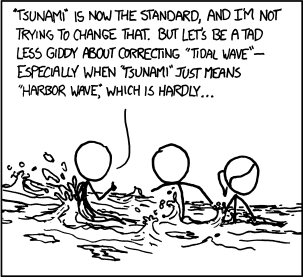 "TSUNAMI" IS NOW THE STANDARD, AND I'M NOT
TRYING TO CHANGE THAT. BUT LET'S BE A TAD
LESS GIDDY ABOUT CORRECTING "TIDAL WAVE"—
ESPECIALLY WHEN "TSUNAMI" JUST MEANS
"HARBOR WAVE," WHICH IS HARDLY...